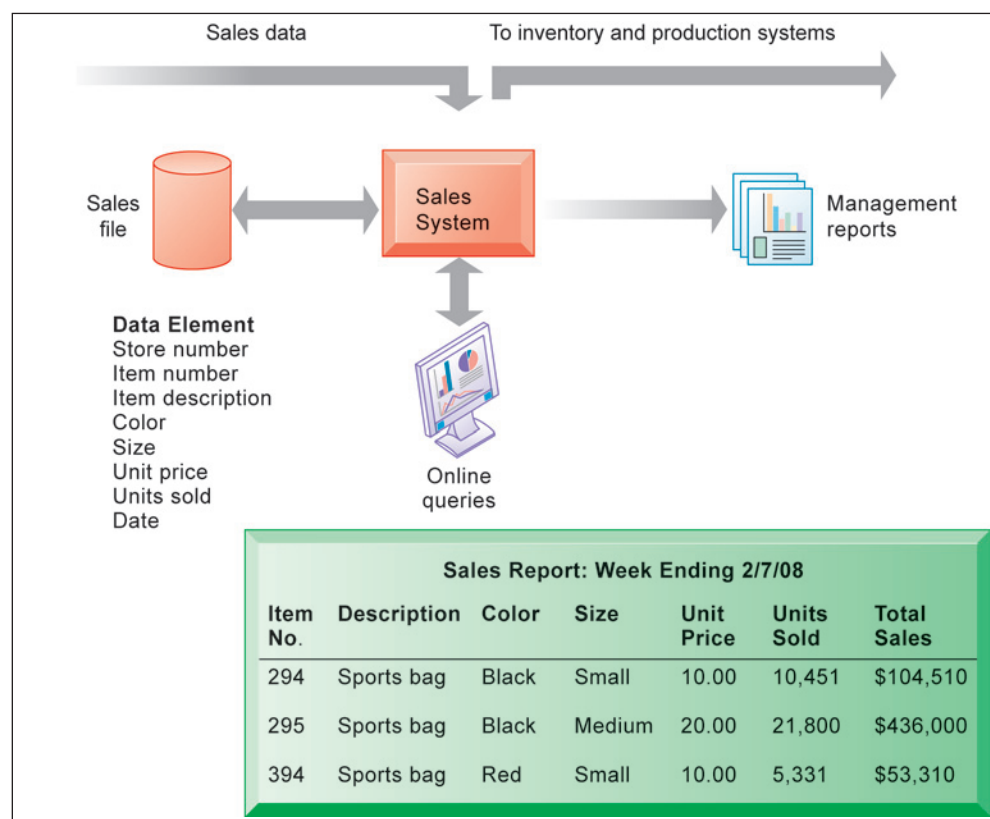 Sales data
To inventory and production systems
Sales
file
Sales
System
Management
reports
Data Element
Store number
Item number
Item description
Color
Size
Unit price
Units sold
Date
Online
queries
Sales Report: Week Ending 2/7/08
Item No. Description Color Size Unit Price Units Sold Total Sales
294 Sports bag Black Small 10.00 10,451 $104,510
295 Sports bag Black Medium 20.00 21,800 $436,000
394 Sports bag Red Small 10.00 5,331 $53,310